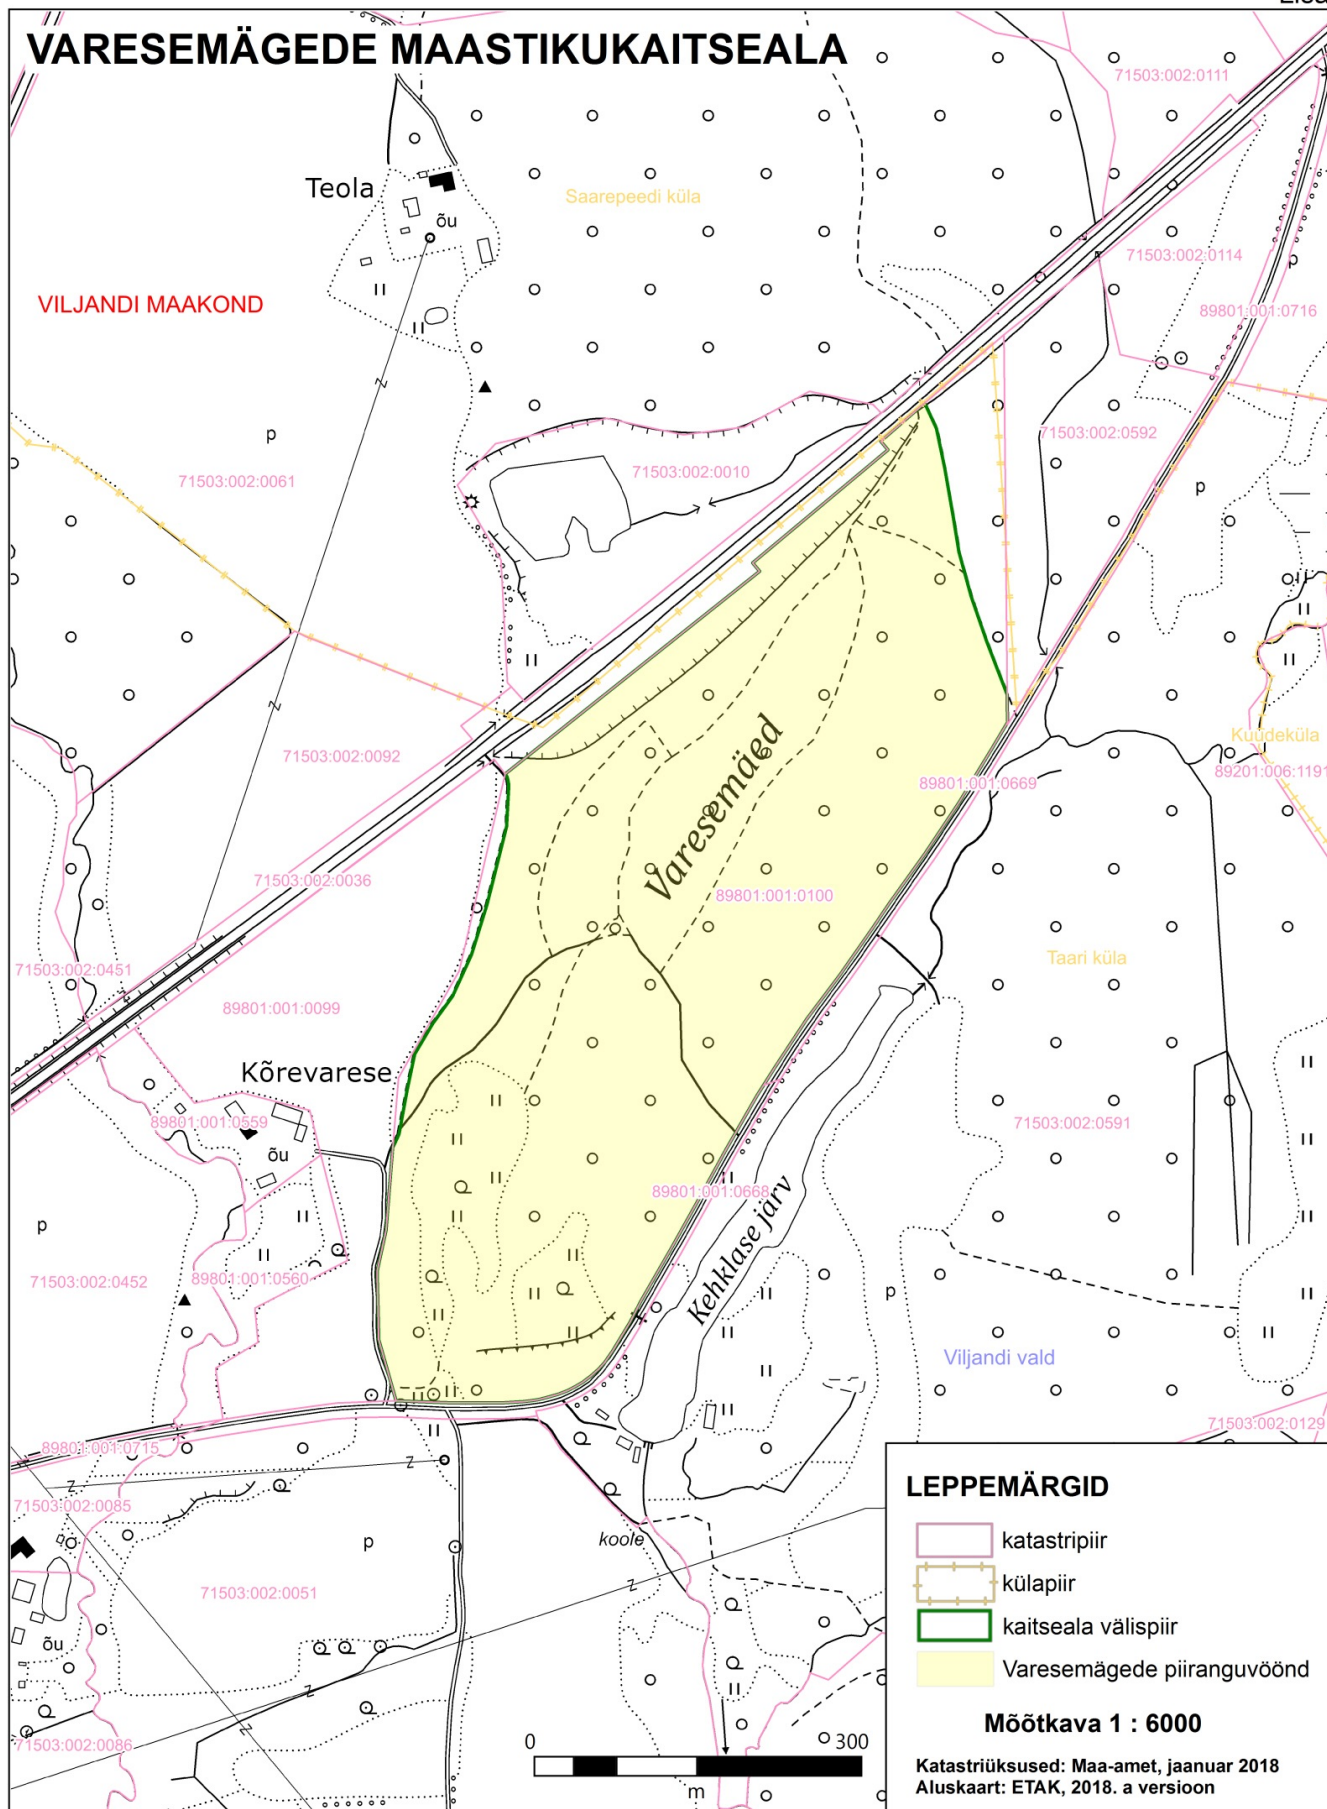 VARESEMÄGEDE MAASTIKUKAITSEALA
71503:002:0111
Teola
Saarepeedi küla
õu
71503:002:0114
VILJANDI MAAKOND
89801:001:0716
p
p
71503:002:0592
71503:002:0061
71503:002:0010
p
Varesemäed
Kuudeküla
71503:002:0092
89801:001:0669
89201:006:1191
71503:002:0036
89801:001:0100
Taari küla
71503:002:0451
89801:001:0099
Kõrevarese
89801:001:0559
71503:002:0591
õu
89801:001:0668
Kehklase järv
p
71503:002:0452
89801:001:0560
p
Viljandi vald
89801:001:0715
71503:002:0129
71503:002:0085
koole
p
71503:002:0051
õu
71503:002:0086
LEPPEMÄRGID
katastripiir
külapiir
kaitseala välispiir
Varesemägede piiranguvöönd
Mõõtkava 1 : 6000
0 300
m
Katastriüksused: Maa-amet, jaanuar 2018
Aluskaart: ETAK, 2018. a versioon